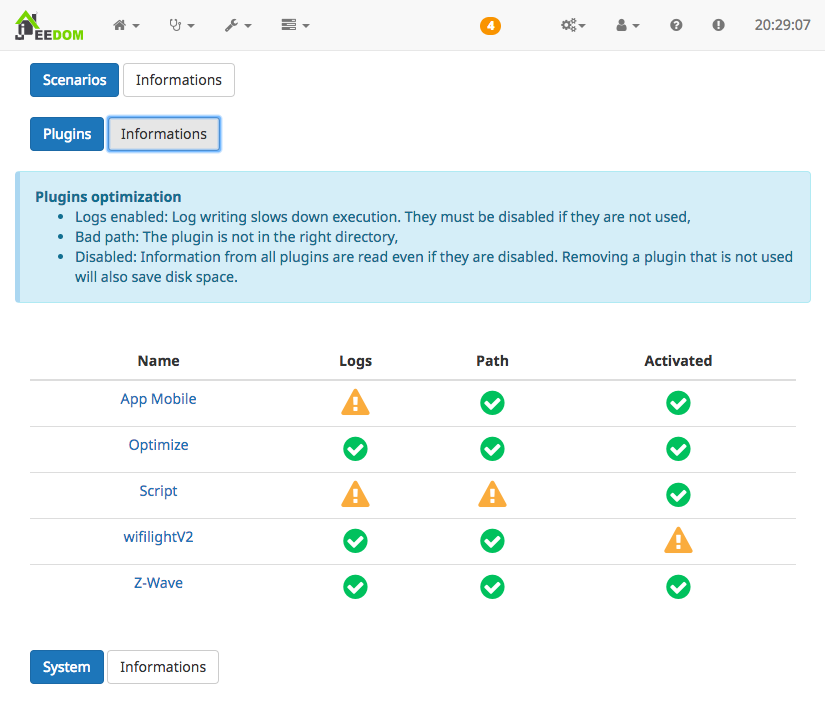 JEEDOM
4
20:29:07
Scenarios Informations
Plugins Informations
Plugins optimization
Logs enabled: Log writing slows down execution. They must be disabled if they are not used,
Bad path: The plugin is not in the right directory,
Disabled: Information from all plugins are read even if they are disabled. Removing a plugin that is not used
will also save disk space.
Name Logs Path Activated
App Mobile
Optimize
Script
wifilightV2
Z-Wave
System Informations